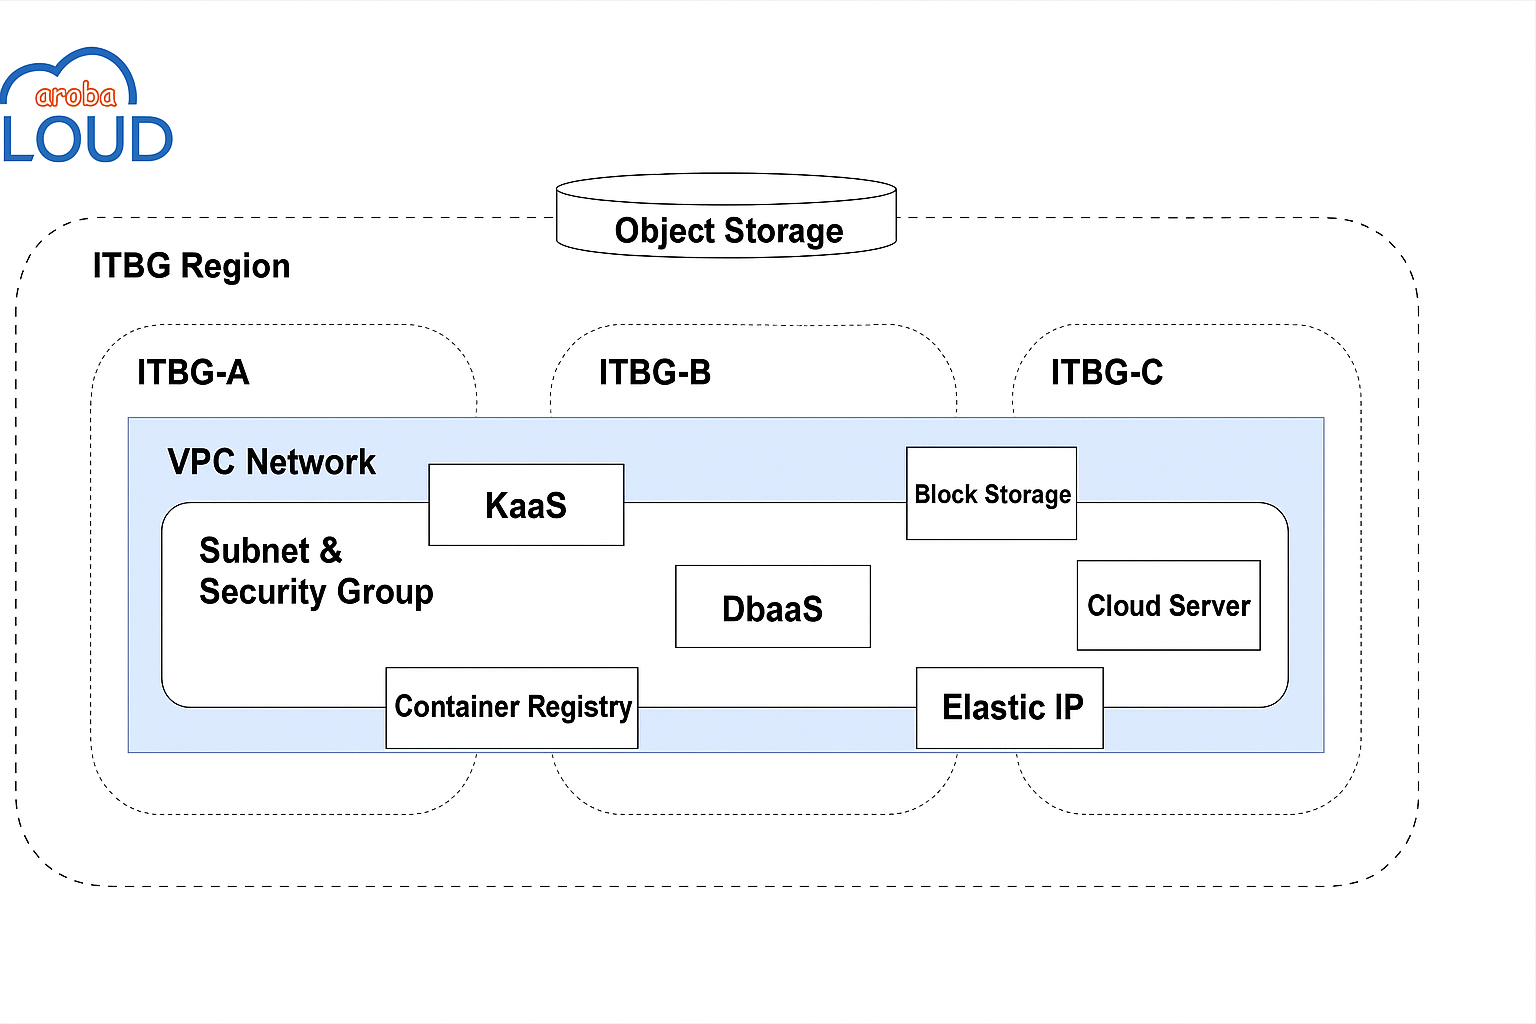 aroba
LOUD
Object Storage
ITBG Region
ITBG-A
ITBG-B
ITBG-C
VPC Network
KaaS
Block Storage
Subnet &
Security Group
DbaaS
Cloud Server
Container Registry
Elastic IP